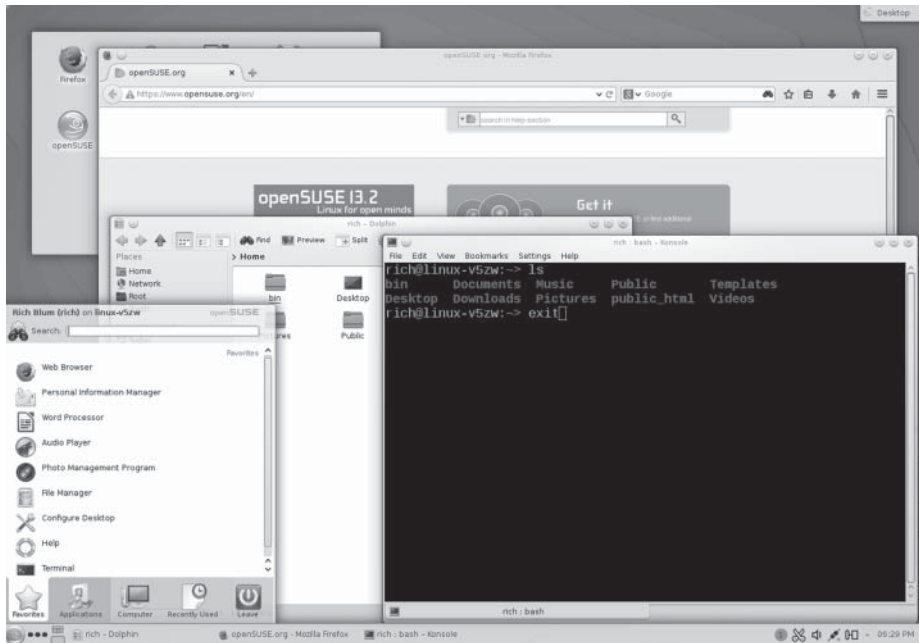 Desktop
Firefox
openSUSE
openSUSE.org - Mozilla Firefox
openSUSE.org
https://www.opensuse.org/en/
Google
search in help section
openSUSE 13.2
Linux for open minds
Get it
rich - Dolphin
Find Preview Split
Places
Home
Network
Root
Home
bin
Desktop
Public
rich : bash - Konsole
File Edit View Bookmarks Settings Help
rich@linux-v5zw:~> ls
bin Documents Music Public Templates
Desktop Downloads Pictures public_html Videos
rich@linux-v5zw:~> exit
rich : bash
Rich Blum (rich) on linux-v5zw
openSUSE
Search:
Favorites
Web Browser
Personal Information Manager
Word Processor
Audio Player
Photo Management Program
File Manager
Configure Desktop
Help
Terminal
Favorites Applications Computer Recently Used Leave
rich - Dolphin openSUSE.org - Mozilla Firefox rich : bash - Konsole 06:29 PM